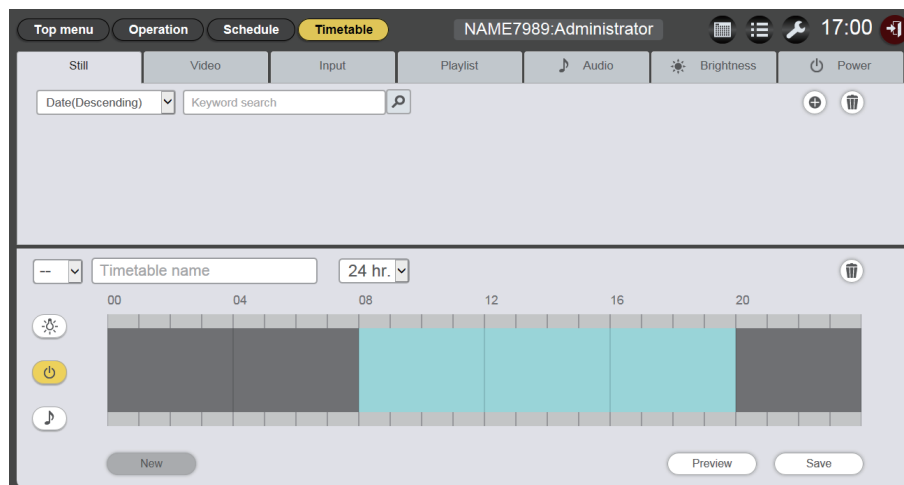 Top menu Operation Schedule Timetable NAME7989:Administrator 17:00
Still Video Input Playlist Audio Brightness Power
Date(Descending) Keyword search
-- Timetable name 24 hr.
00 04 08 12 16 20
New Preview Save